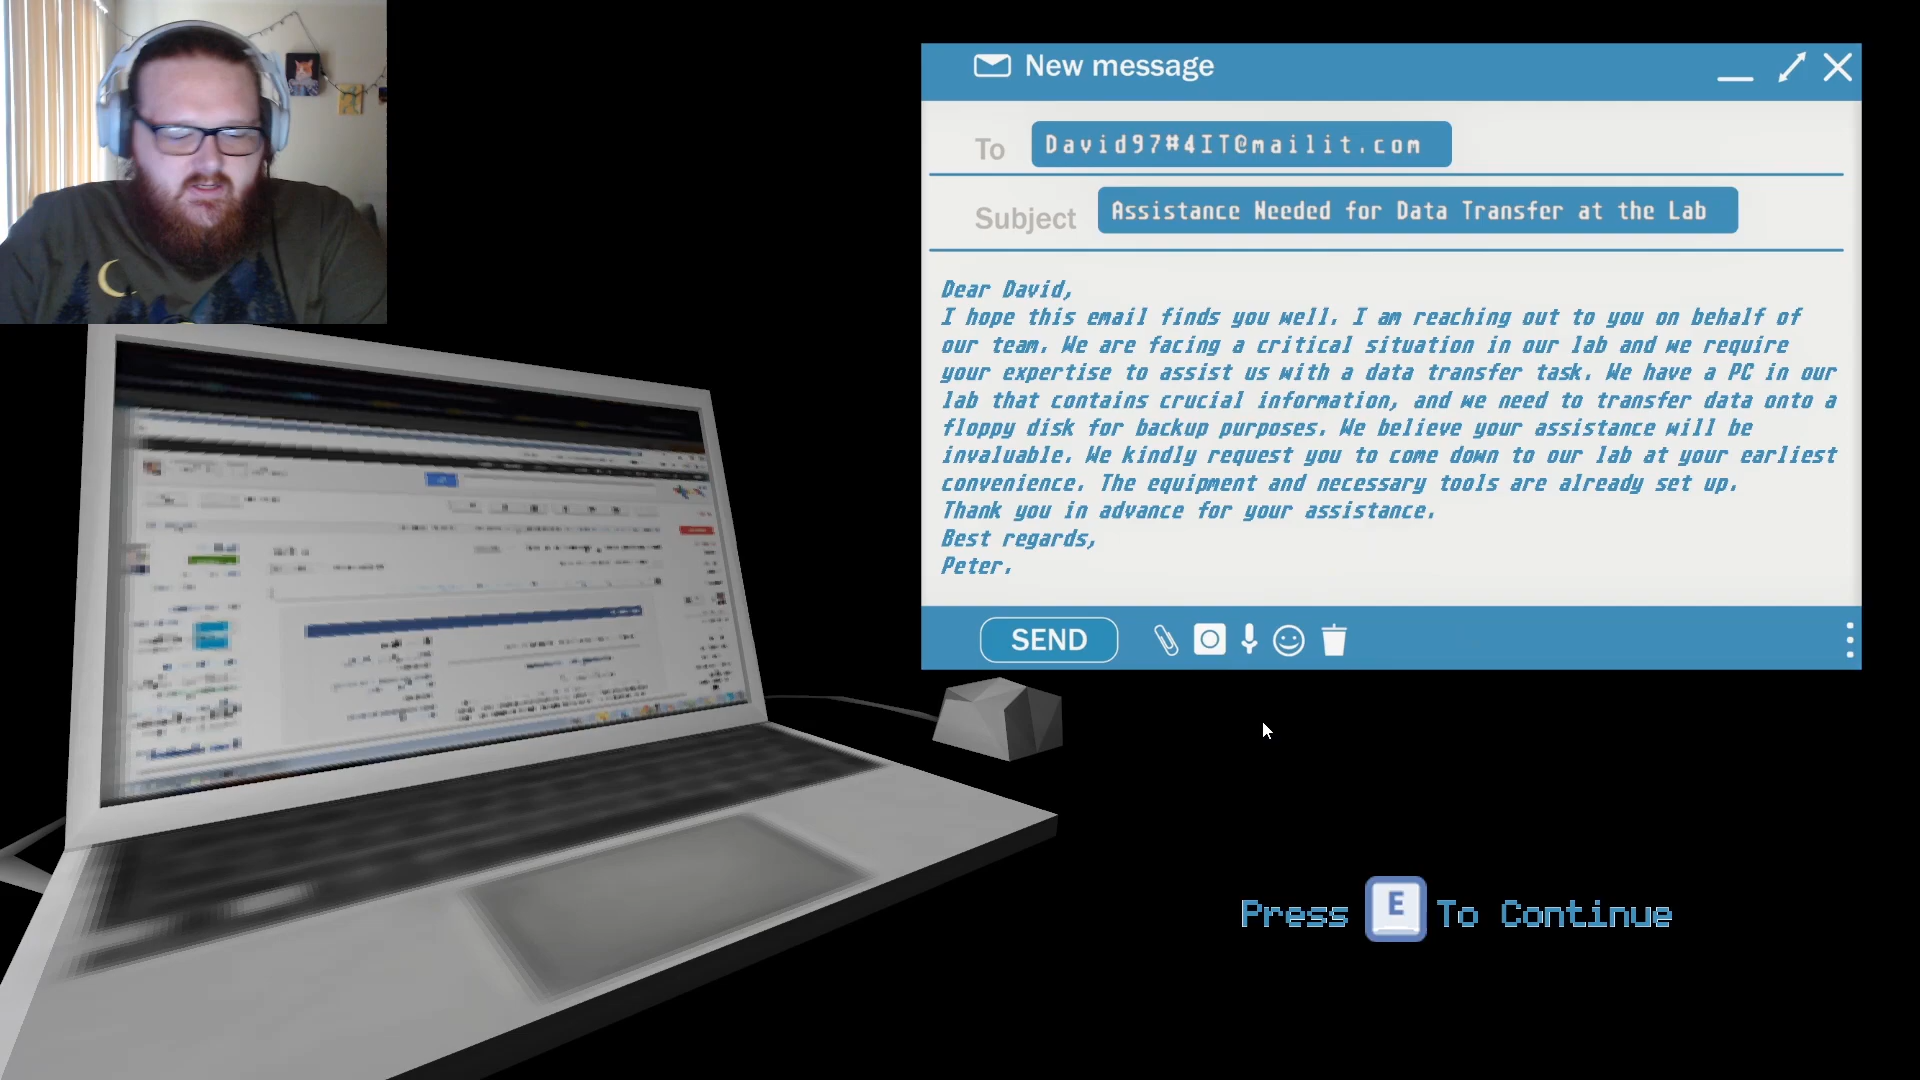 New message
To David97#4IT@mailit.com
Subject Assistance Needed for Data Transfer at the Lab
Dear David,
I hope this email finds you well. I am reaching out to you on behalf of
our team. We are facing a critical situation in our lab and we require
your expertise to assist us with a data transfer task. We have a PC in our
lab that contains crucial information, and we need to transfer data onto a
floppy disk for backup purposes. We believe your assistance will be
invaluable. We kindly request you to come down to our lab at your earliest
convenience. The equipment and necessary tools are already set up.
Thank you in advance for your assistance.
Best regards,
Peter.
SEND
Press E To Continue